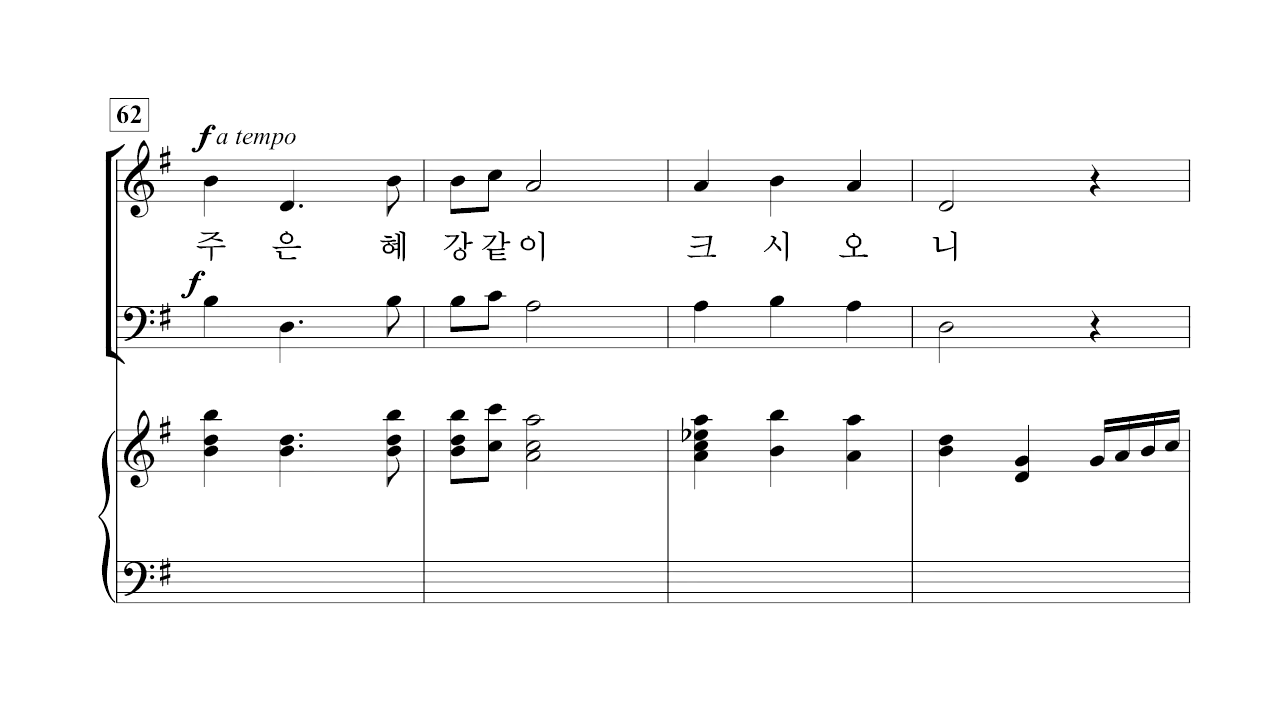 62
f a tempo
주 은 혜 강 같 이 크 시 오 니
f